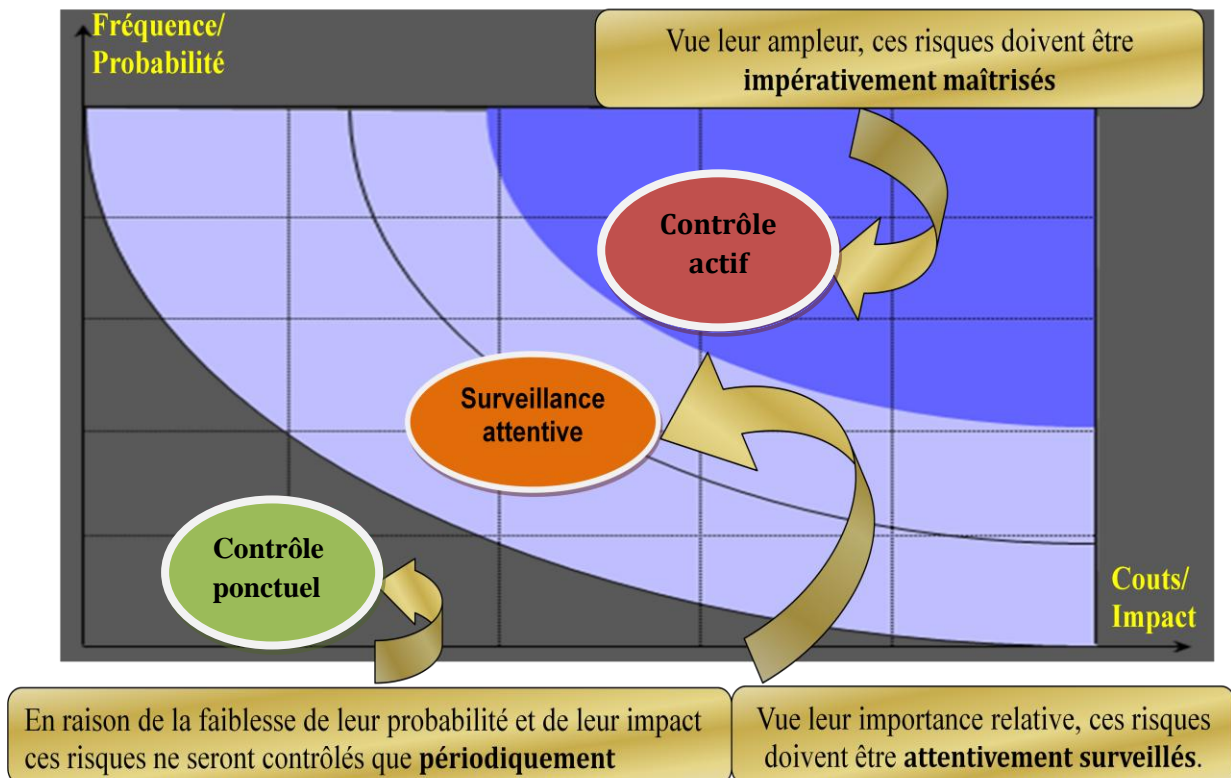 Fréquence/
Probabilité
Vue leur ampleur, ces risques doivent être
impérativement maîtrisés
Contrôle
actif
Surveillance
attentive
Contrôle
ponctuel
Couts/
Impact
En raison de la faiblesse de leur probabilité et de leur impact
ces risques ne seront contrôlés que périodiquement
Vue leur importance relative, ces risques
doivent être attentivement surveillés.